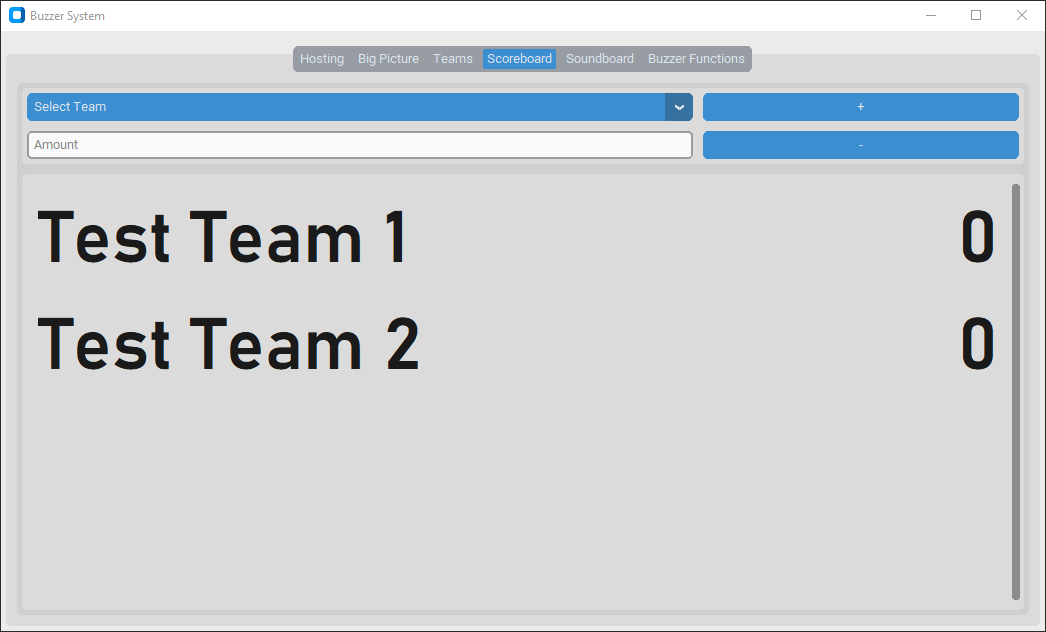 Buzzer System
Hosting Big Picture Teams Scoreboard Soundboard Buzzer Functions
Select Team +
Amount -
Test Team 1 0
Test Team 2 0